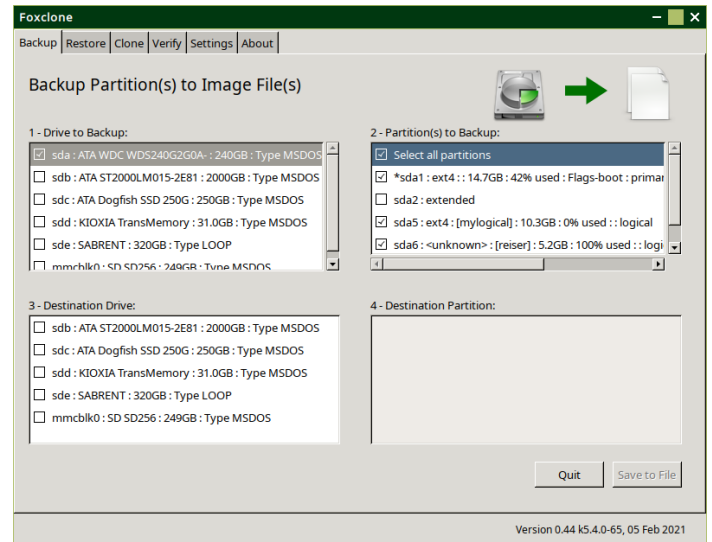 Foxclone
Backup Restore Clone Verify Settings About
Backup Partition(s) to Image File(s)
1 - Drive to Backup:
sda : ATA WDC WDS240G2G0A- : 240GB : Type MSDOS
sdb : ATA ST2000LM015-2E81 : 2000GB : Type MSDOS
sdc : ATA Dogfish SSD 250G : 250GB : Type MSDOS
sdd : KIOXIA TransMemory : 31.0GB : Type MSDOS
sde : SABRENT : 320GB : Type LOOP
mmcblk0 : SD SD256 : 249GB : Type MSDOS
2 - Partition(s) to Backup:
Select all partitions
*sda1 : ext4 : : 14.7GB : 42% used : Flags-boot : primar
sda2 : extended
sda5 : ext4 : [mylogical] : 10.3GB : 0% used : : logical
sda6 : <unknown> : [reiser] : 5.2GB : 100% used : : logi
3 - Destination Drive:
sdb : ATA ST2000LM015-2E81 : 2000GB : Type MSDOS
sdc : ATA Dogfish SSD 250G : 250GB : Type MSDOS
sdd : KIOXIA TransMemory : 31.0GB : Type MSDOS
sde : SABRENT : 320GB : Type LOOP
mmcblk0 : SD SD256 : 249GB : Type MSDOS
4 - Destination Partition:
Quit Save to File
Version 0.44 k5.4.0-65, 05 Feb 2021